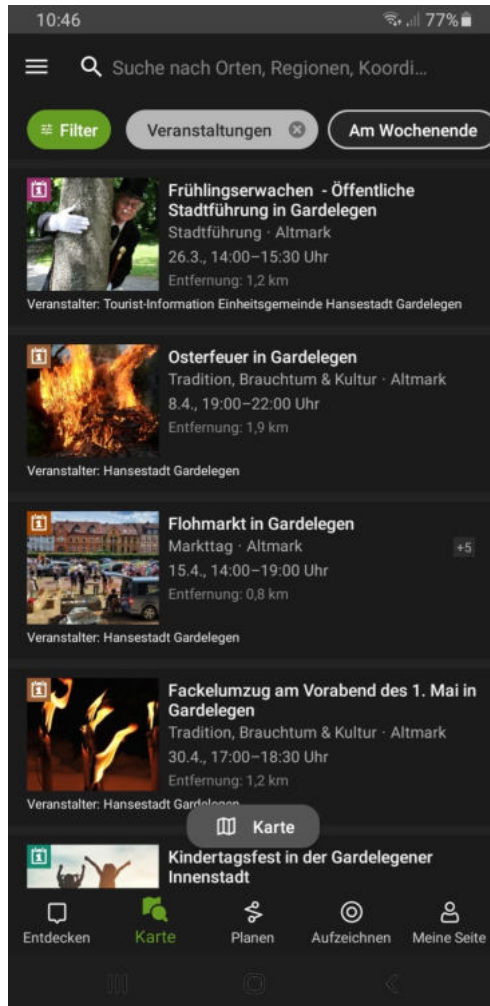 10:46
77%
Suche nach Orten, Regionen, Koordi...
Filter
Veranstaltungen
Am Wochenende
Frühlingserwachen - Öffentliche
Stadtführung in Gardelegen
Stadtführung · Altmark
26.3., 14:00–15:30 Uhr
Entfernung: 1,2 km
Veranstalter: Tourist-Information Einheitsgemeinde Hansestadt Gardelegen
Osterfeuer in Gardelegen
Tradition, Brauchtum & Kultur · Altmark
8.4., 19:00–22:00 Uhr
Entfernung: 1,9 km
Veranstalter: Hansestadt Gardelegen
Flohmarkt in Gardelegen
Markttag · Altmark
+5
15.4., 14:00–19:00 Uhr
Entfernung: 0,8 km
Veranstalter: Hansestadt Gardelegen
Fackelumzug am Vorabend des 1. Mai in
Gardelegen
Tradition, Brauchtum & Kultur · Altmark
30.4., 17:00–18:30 Uhr
Entfernung: 1,2 km
Veranstalter: Hansestadt Gardelegen
Karte
Kindertagsfest in der Gardelegener
Innenstadt
Entdecken
Karte
Planen
Aufzeichnen
Meine Seite